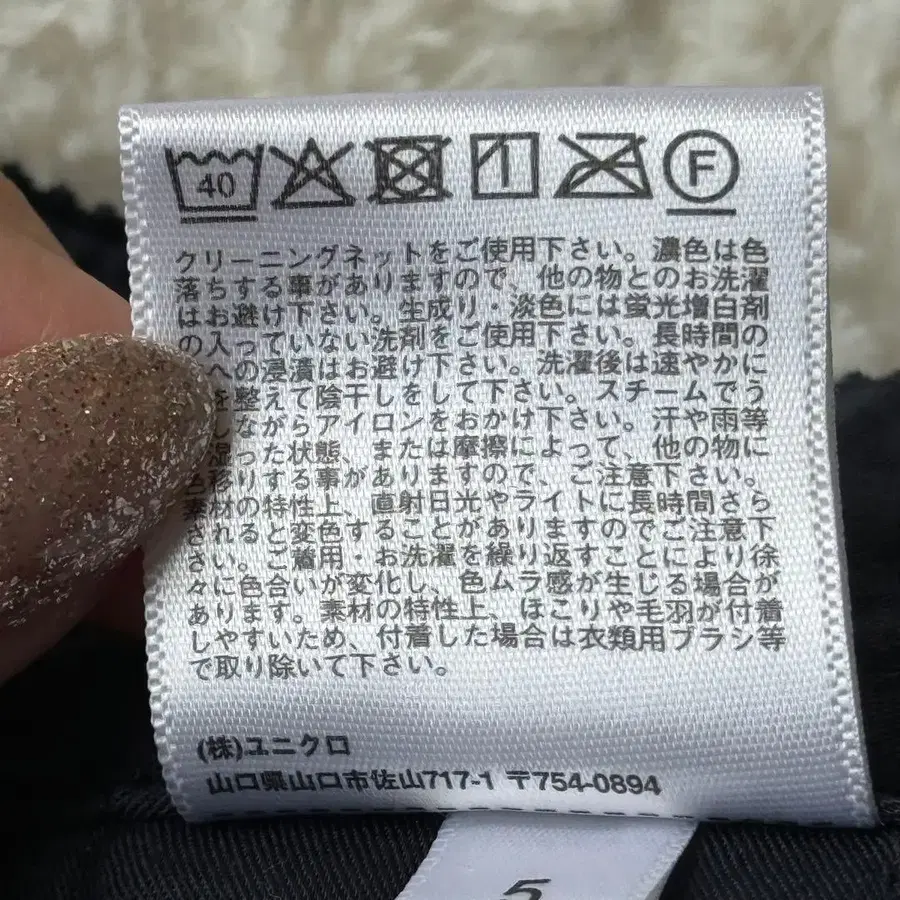 40
F
クリーニングネットをご使用下さい。濃色は色
落ちする事がありますので、他の物とのお洗濯
はお避け下さい。生成り・淡色には蛍光増白剤
の入っていない洗剤をご使用下さい。長時間の
への浸漬はお避け下さい。洗濯後は速やかに
を整えて陰干しをして下さい。スチームでう
しながらアイロンをおかけ下さい。汗や雨等
湿った状態、または摩擦によって、他の物に
色移りする事がありますので、ご注意下さい。
素材の特性上、直射日光やライトに長時間さら
されると変色することがありますのでご注意下
さい。ご着用・お洗濯を繰り返すことにより徐
々に色合いが変化し、色ムラ感が生じる場合が
あります。素材の特性上、ほこりや毛羽が付着
しやすいため、付着した場合は衣類用ブラシ等
で取り除いて下さい。
(株)ユニクロ
山口県山口市佐山717-1 〒754-0894
5